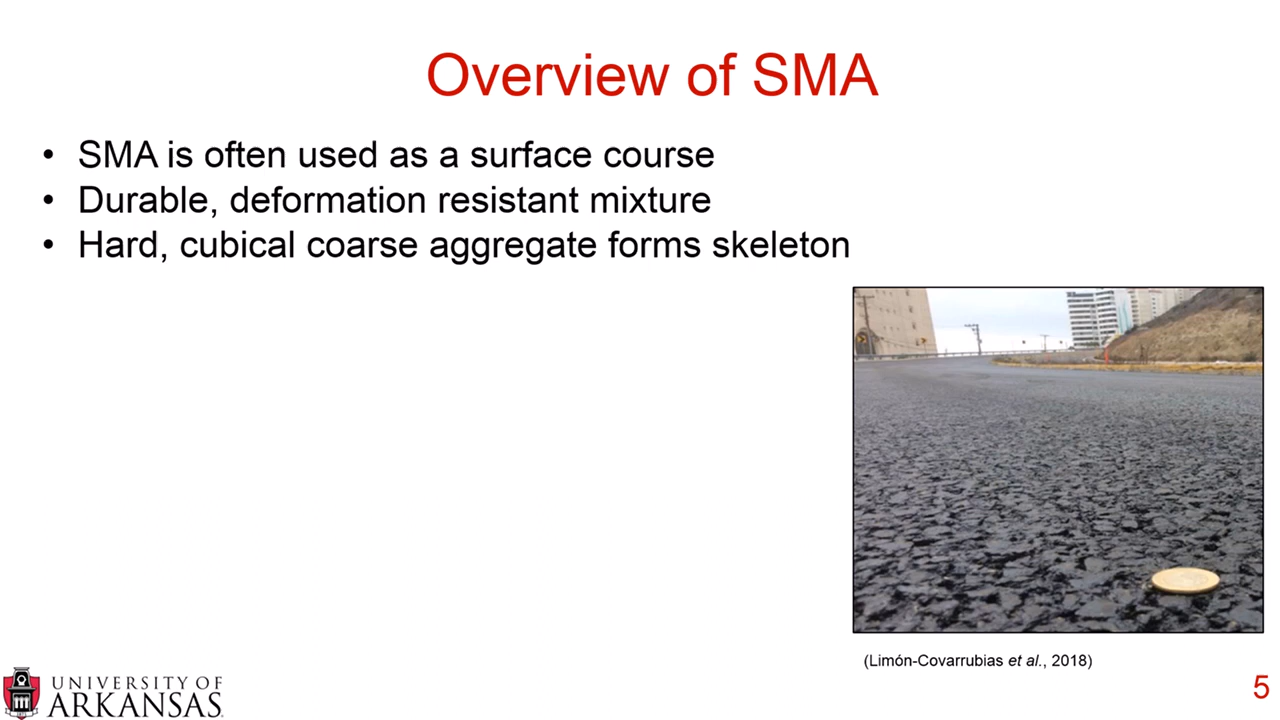 Overview of SMA
• SMA is often used as a surface course
• Durable, deformation resistant mixture
• Hard, cubical coarse aggregate forms skeleton
(Limón-Covarrubias et al., 2018)
UNIVERSITY OF
ARKANSAS
5